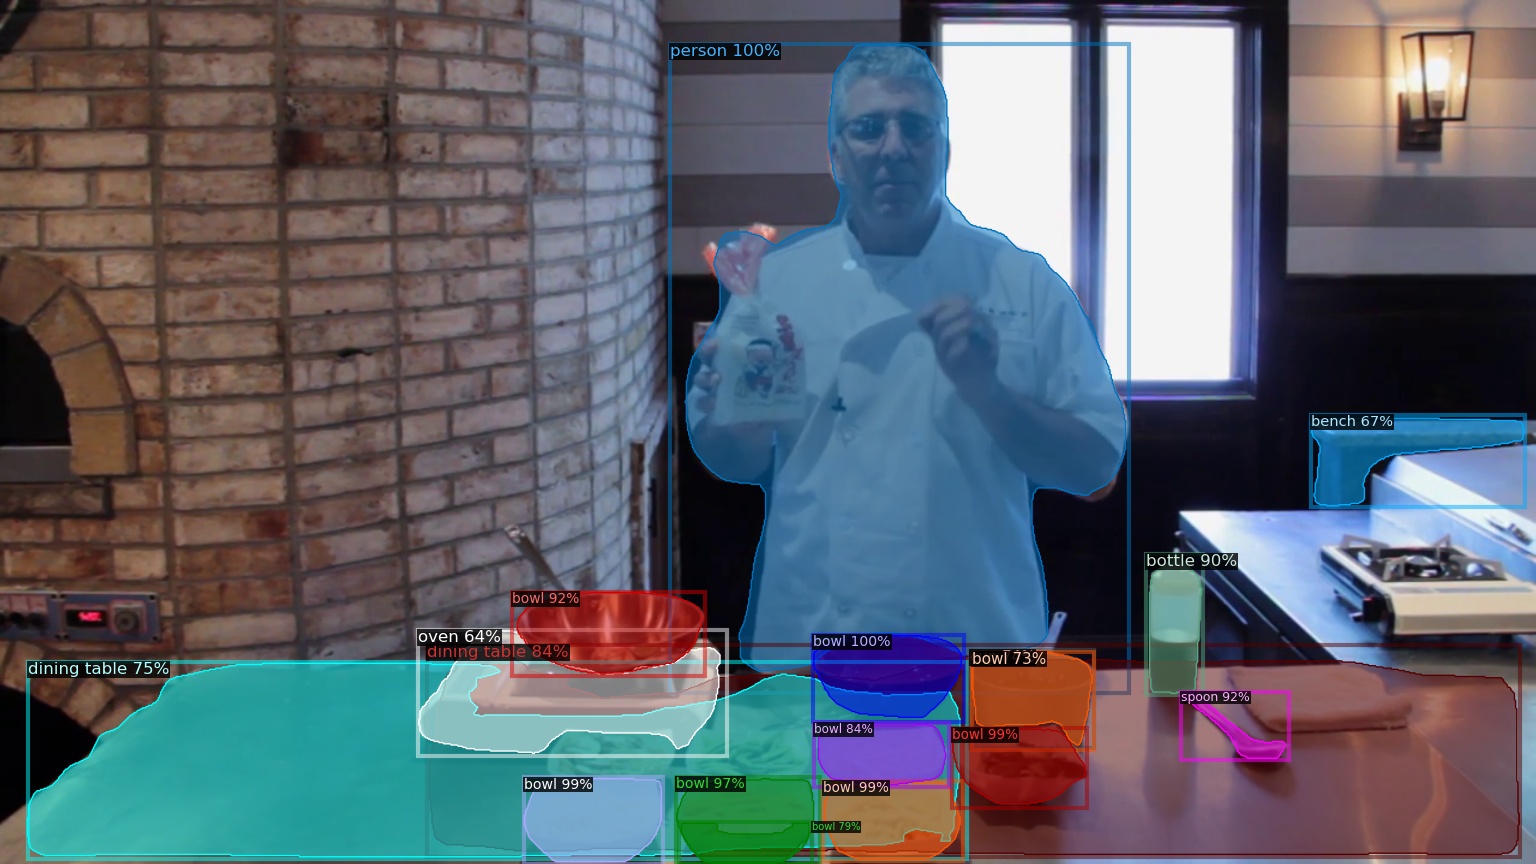 person 100%
bench 67%
bottle 90%
bowl 92%
oven 64%
bowl 100%
dining table 84%
bowl 73%
dining table 75%
spoon 92%
bowl 84%
bowl 99%
bowl 99%
bowl 97%
bowl 99%
bowl 79%